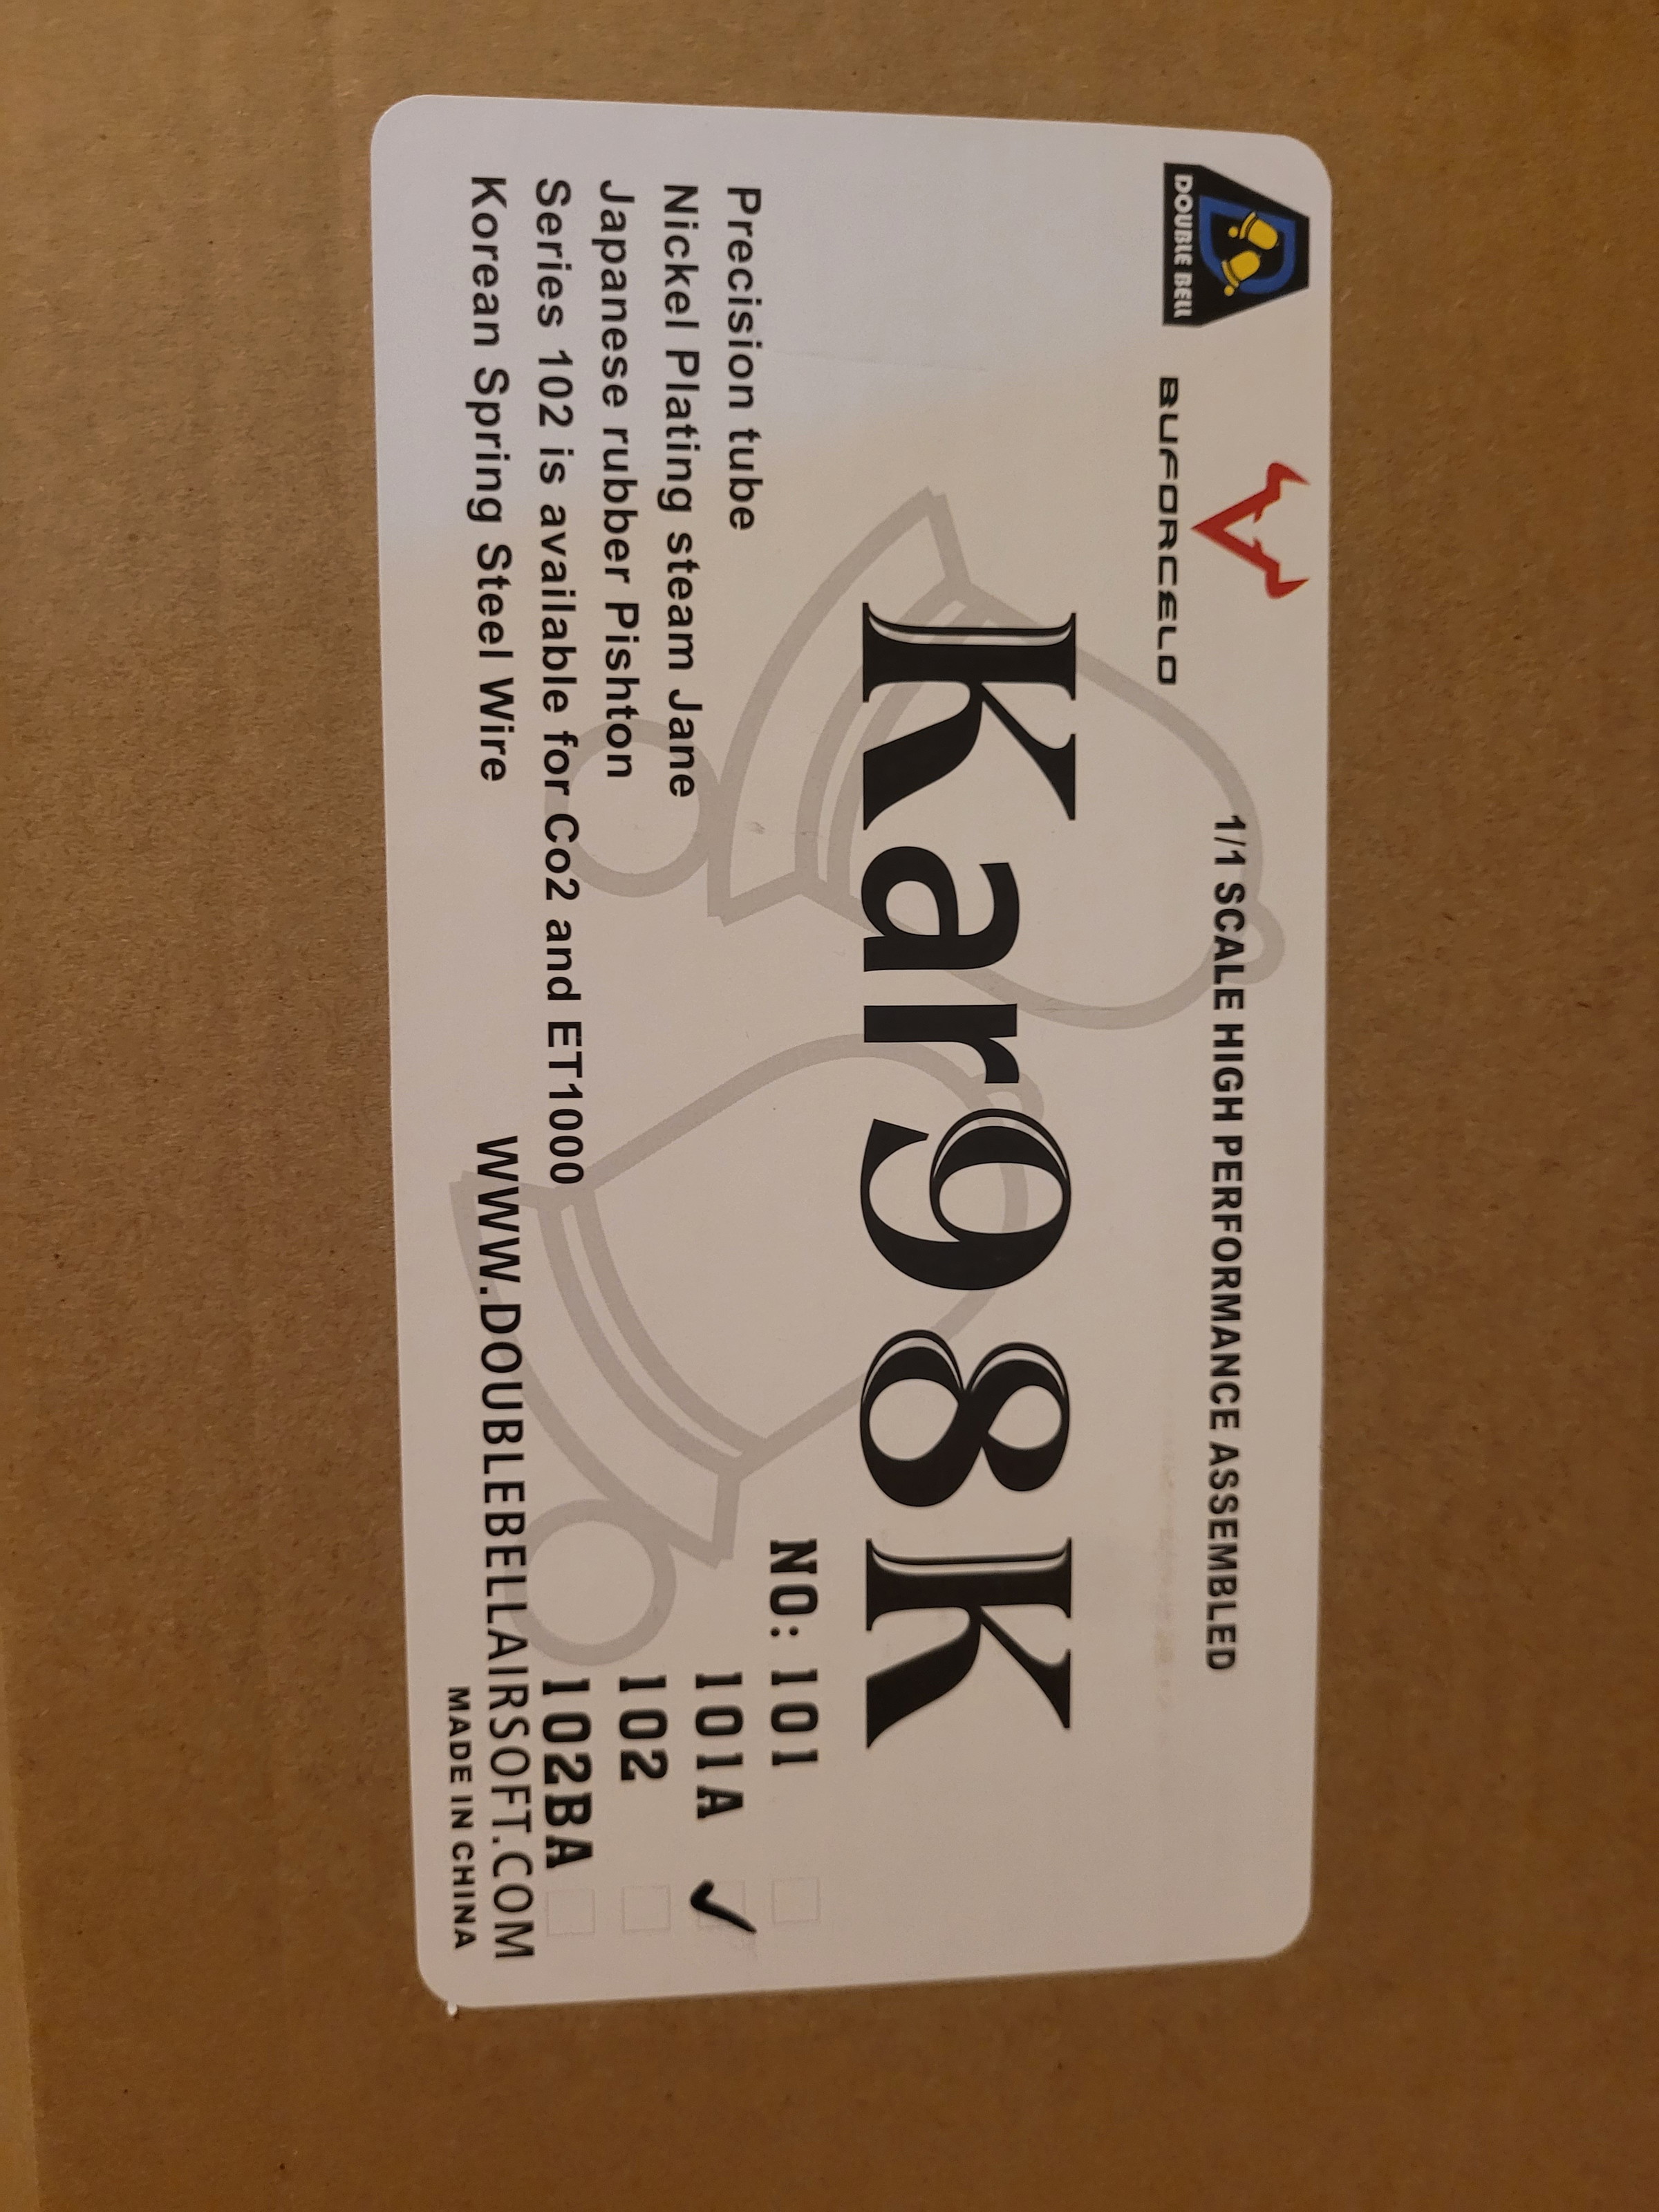 DOUBLE BELL
BUFORCELO
1/1 SCALE HIGH PERFORMANCE ASSEMBLED
Kar98K
NO: 101
101A ✓
102
102BA
Precision tube
Nickel Plating steam Jane
Japanese rubber Pishton
Series 102 is available for Co2 and ET1000
Korean Spring Steel Wire
WWW.DOUBLEBELLAIRSOFT.COM
MADE IN CHINA